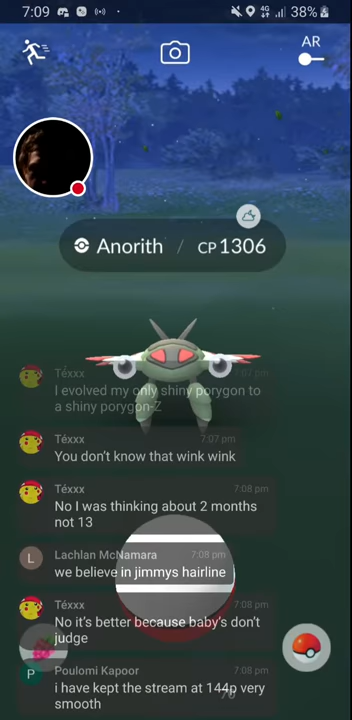 7:09
4G
38%
AR
Anorith / CP1306
Téxxx 7:07 pm
I evolved my only shiny porygon to
a shiny porygon-Z
Téxxx 7:07 pm
You don't know that wink wink
Téxxx 7:08 pm
No I was thinking about 2 months
not 13
L Lachlan McNamara 7:08 pm
we believe in jimmys hairline
Téxxx 7:08 pm
No it's better because baby's don't
judge
P Poulomi Kapoor 7:08 pm
i have kept the stream at 144p very
smooth